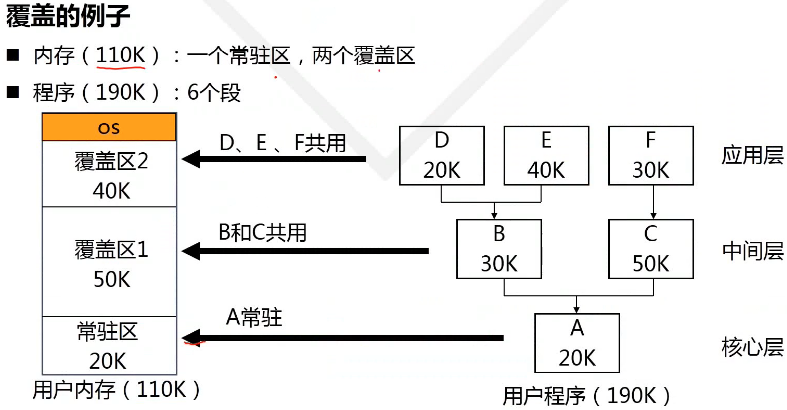 覆盖的例子
■ 内存（110K）：一个常驻区，两个覆盖区
■ 程序（190K）：6个段
os
覆盖区2
40K
覆盖区1
50K
常驻区
20K
用户内存（110K）
D、E 、F共用
B和C共用
A常驻
D
20K
E
40K
F
30K
应用层
B
30K
C
50K
中间层
A
20K
核心层
用户程序（190K）